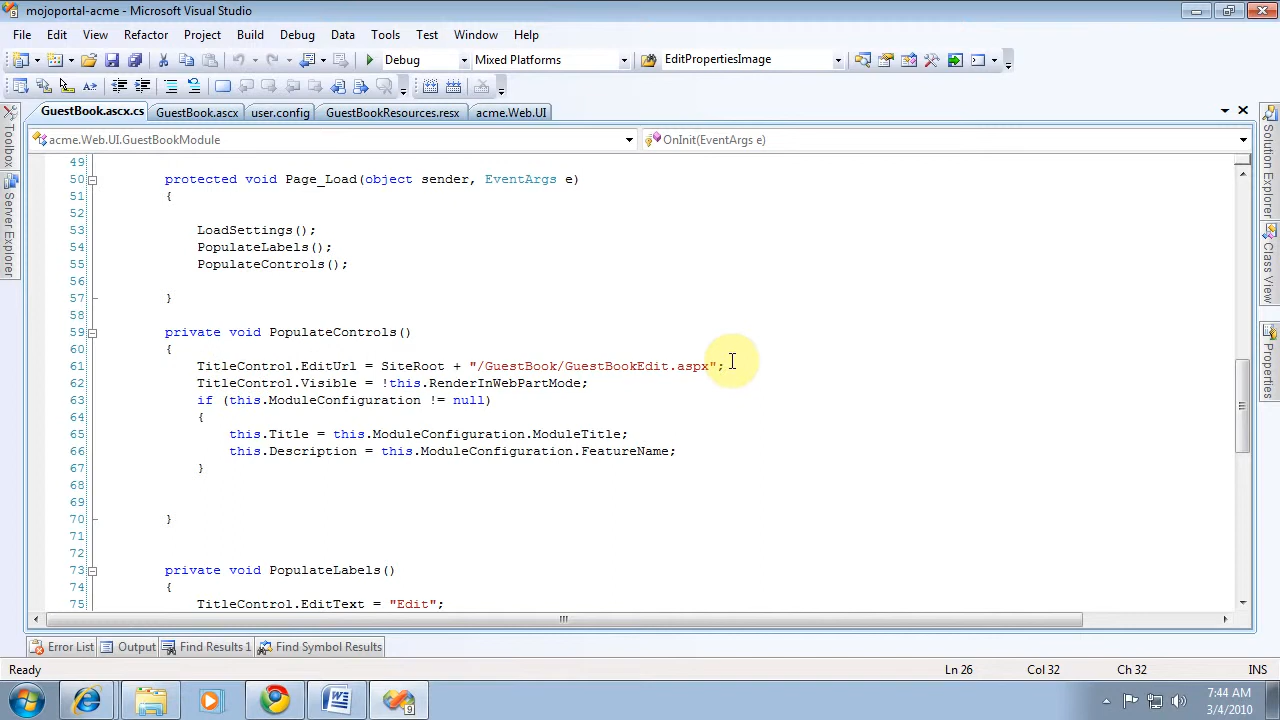 mojoportal-acme - Microsoft Visual Studio
File Edit View Refactor Project Build Debug Data Tools Test Window Help
Debug Mixed Platforms EditPropertiesImage
GuestBook.ascx.cs GuestBook.ascx user.config GuestBookResources.resx acme.Web.UI
acme.Web.UI.GuestBookModule OnInit(EventArgs e)
Toolbox
Server Explorer
49
50 protected void Page_Load(object sender, EventArgs e)
51 {
52
53 LoadSettings();
54 PopulateLabels();
55 PopulateControls();
56
57 }
58
59 private void PopulateControls()
60 {
61 TitleControl.EditUrl = SiteRoot + "/GuestBook/GuestBookEdit.aspx";
62 TitleControl.Visible = !this.RenderInWebPartMode;
63 if (this.ModuleConfiguration != null)
64 {
65 this.Title = this.ModuleConfiguration.ModuleTitle;
66 this.Description = this.ModuleConfiguration.FeatureName;
67 }
68
69
70 }
71
72
73 private void PopulateLabels()
74 {
75 TitleControl.EditText = "Edit";
Solution Explorer
Class View
Properties
Error List Output Find Results 1 Find Symbol Results
Ready Ln 26 Col 32 Ch 32 INS
7:44 AM
3/4/2010